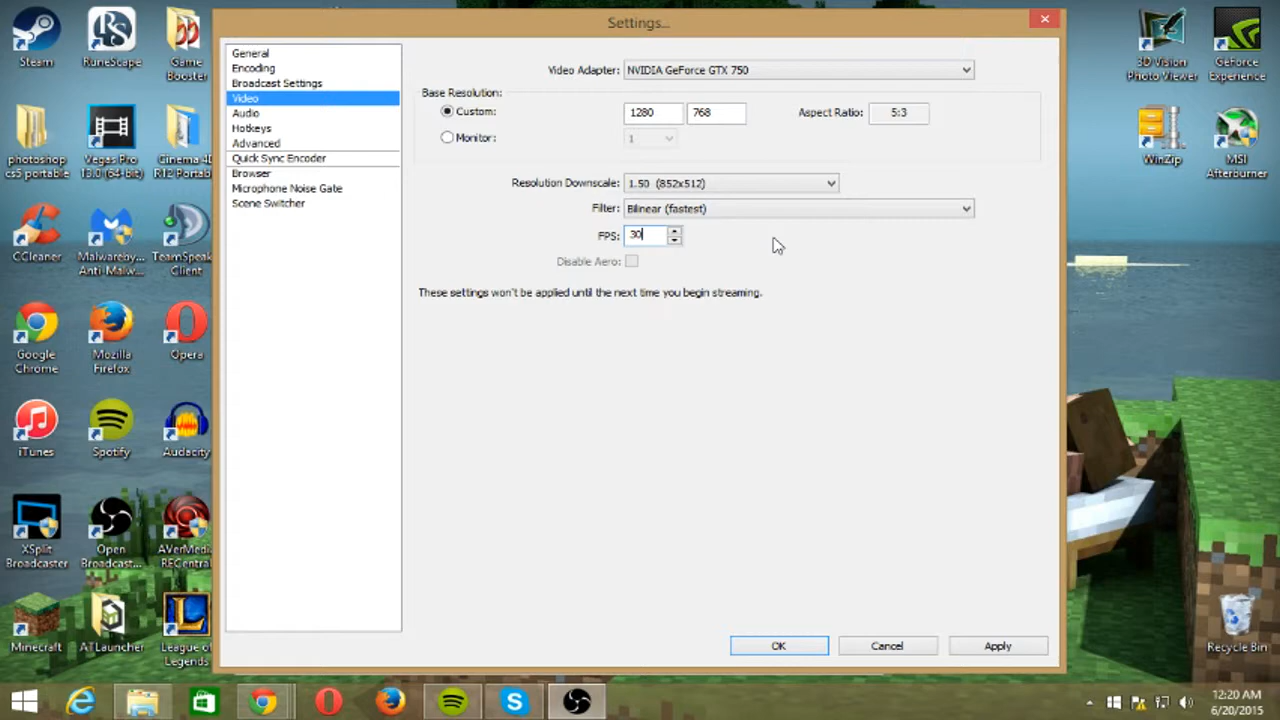 Settings...
General
Encoding
Broadcast Settings
Video
Audio
Hotkeys
Advanced
Quick Sync Encoder
Browser
Microphone Noise Gate
Scene Switcher
Video Adapter: NVIDIA GeForce GTX 750
Base Resolution:
Custom: 1280 768 Aspect Ratio: 5:3
Monitor: 1
Resolution Downscale: 1.50 (852x512)
Filter: Bilinear (fastest)
FPS: 30
Disable Aero:
These settings won't be applied until the next time you begin streaming.
OK Cancel Apply
Steam
RuneScape
Game
Booster
photoshop
cs5 portable
Vegas Pro
13.0 (64-bit)
Cinema 4D
R12 Portab
CCleaner
Malwareby...
Anti-Malw...
TeamSpeak
Client
Google
Chrome
Mozilla
Firefox
Opera
iTunes
Spotify
Audacity
XSplit
Broadcaster
Open
Broadcast...
AVerMedia
RECentral
Minecraft
ATLauncher
League of
Legends
3D Vision
Photo Viewer
GeForce
Experience
WinZip
MSI
Afterburner
Recycle Bin
12:20 AM
6/20/2015